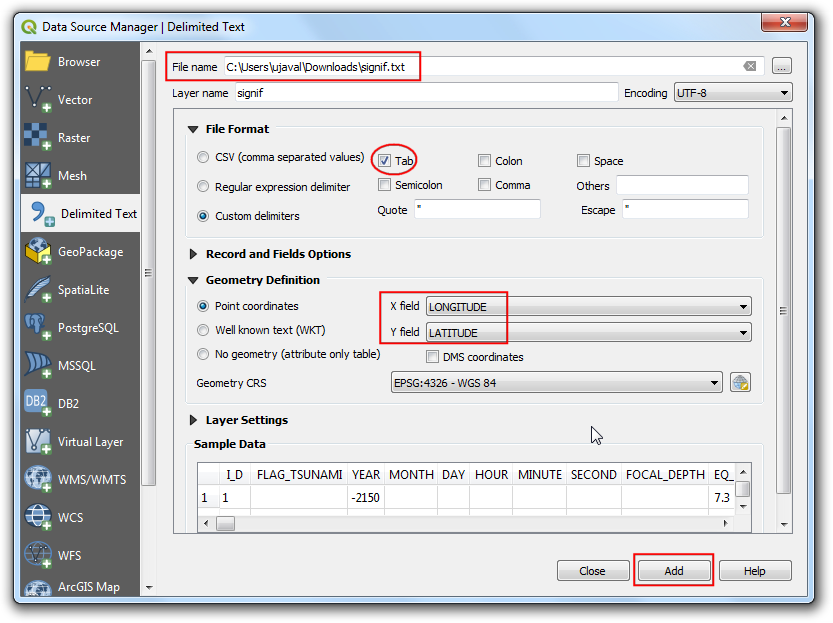 Data Source Manager | Delimited Text
Browser
Vector
Raster
Mesh
Delimited Text
GeoPackage
SpatiaLite
PostgreSQL
MSSQL
DB2
DB2
Virtual Layer
WMS/WMTS
WCS
WFS
ArcGIS Map
File name C:\Users\ujaval\Downloads\signif.txt ...
Layer name signif Encoding UTF-8
File Format
CSV (comma separated values) Tab Colon Space
Regular expression delimiter Semicolon Comma Others
Custom delimiters Quote " Escape "
Record and Fields Options
Geometry Definition
Point coordinates X field LONGITUDE
Well known text (WKT) Y field LATITUDE
No geometry (attribute only table) DMS coordinates
Geometry CRS EPSG:4326 - WGS 84
Layer Settings
Sample Data
I_D FLAG_TSUNAMI YEAR MONTH DAY HOUR MINUTE SECOND FOCAL_DEPTH EQ_
1 1 -2150 7.3
Close Add Help